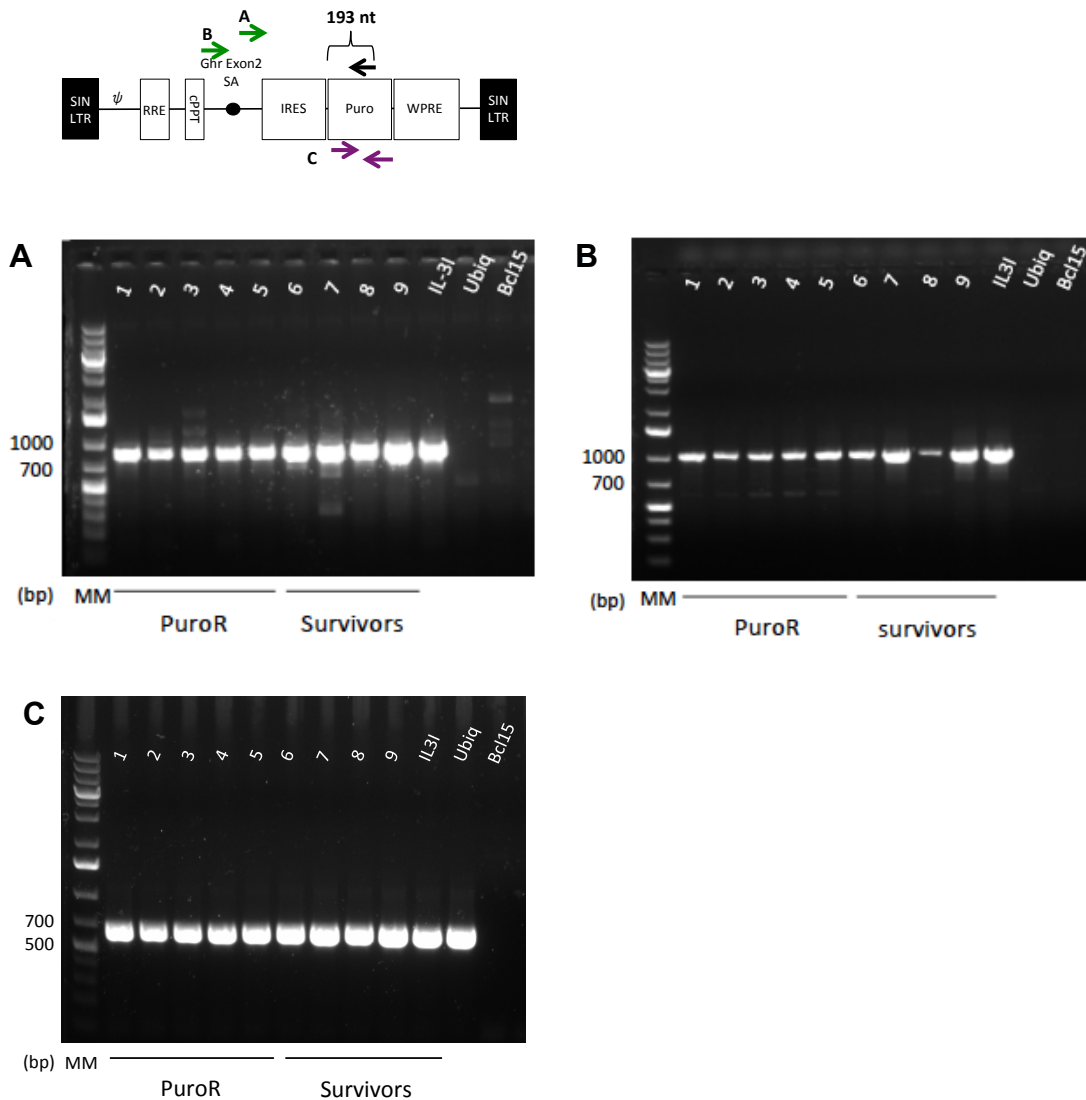 A
193 nt
B
Ghr Exon2
SA
SIN
LTR
ψ
RRE
cPPT
IRES
Puro
WPRE
SIN
LTR
C
A
1 2 3 4 5 6 7 8 9 IL-3I Ubiq Bcl15
1000
700
(bp) MM
PuroR Survivors
B
1 2 3 4 5 6 7 8 9 IL3I Ubiq Bcl15
1000
700
(bp) MM
PuroR survivors
C
1 2 3 4 5 6 7 8 9 IL3I Ubiq Bcl15
700
500
(bp) MM
PuroR Survivors